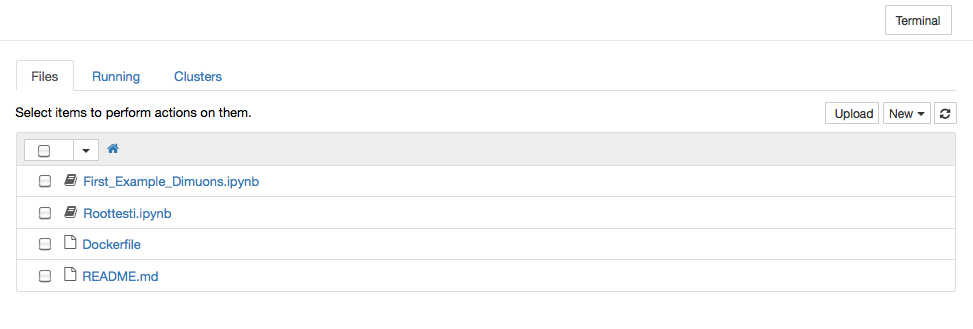 Terminal
Files Running Clusters
Select items to perform actions on them.
Upload New
First_Example_Dimuons.ipynb
Roottesti.ipynb
Dockerfile
README.md